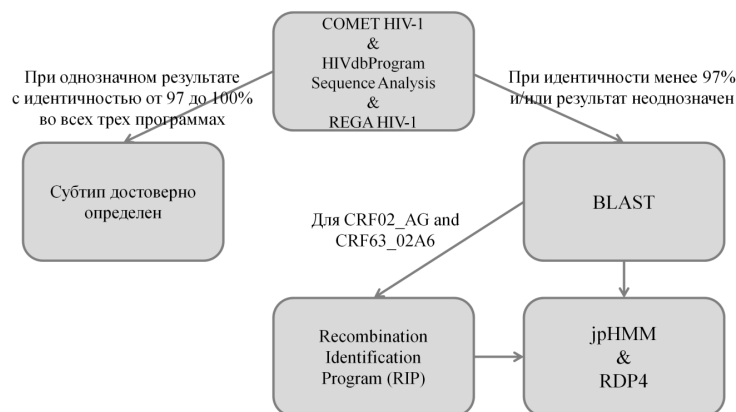 COMET HIV-1
&
HIVdbProgram
Sequence Analysis
&
REGA HIV-1
При однозначном результате
с идентичностью от 97 до 100%
во всех трех программах
При идентичности менее 97%
и/или результат неоднозначен
Субтип достоверно
определен
BLAST
Для CRF02_AG and
CRF63_02A6
Recombination
Identification
Program (RIP)
jpHMM
&
RDP4